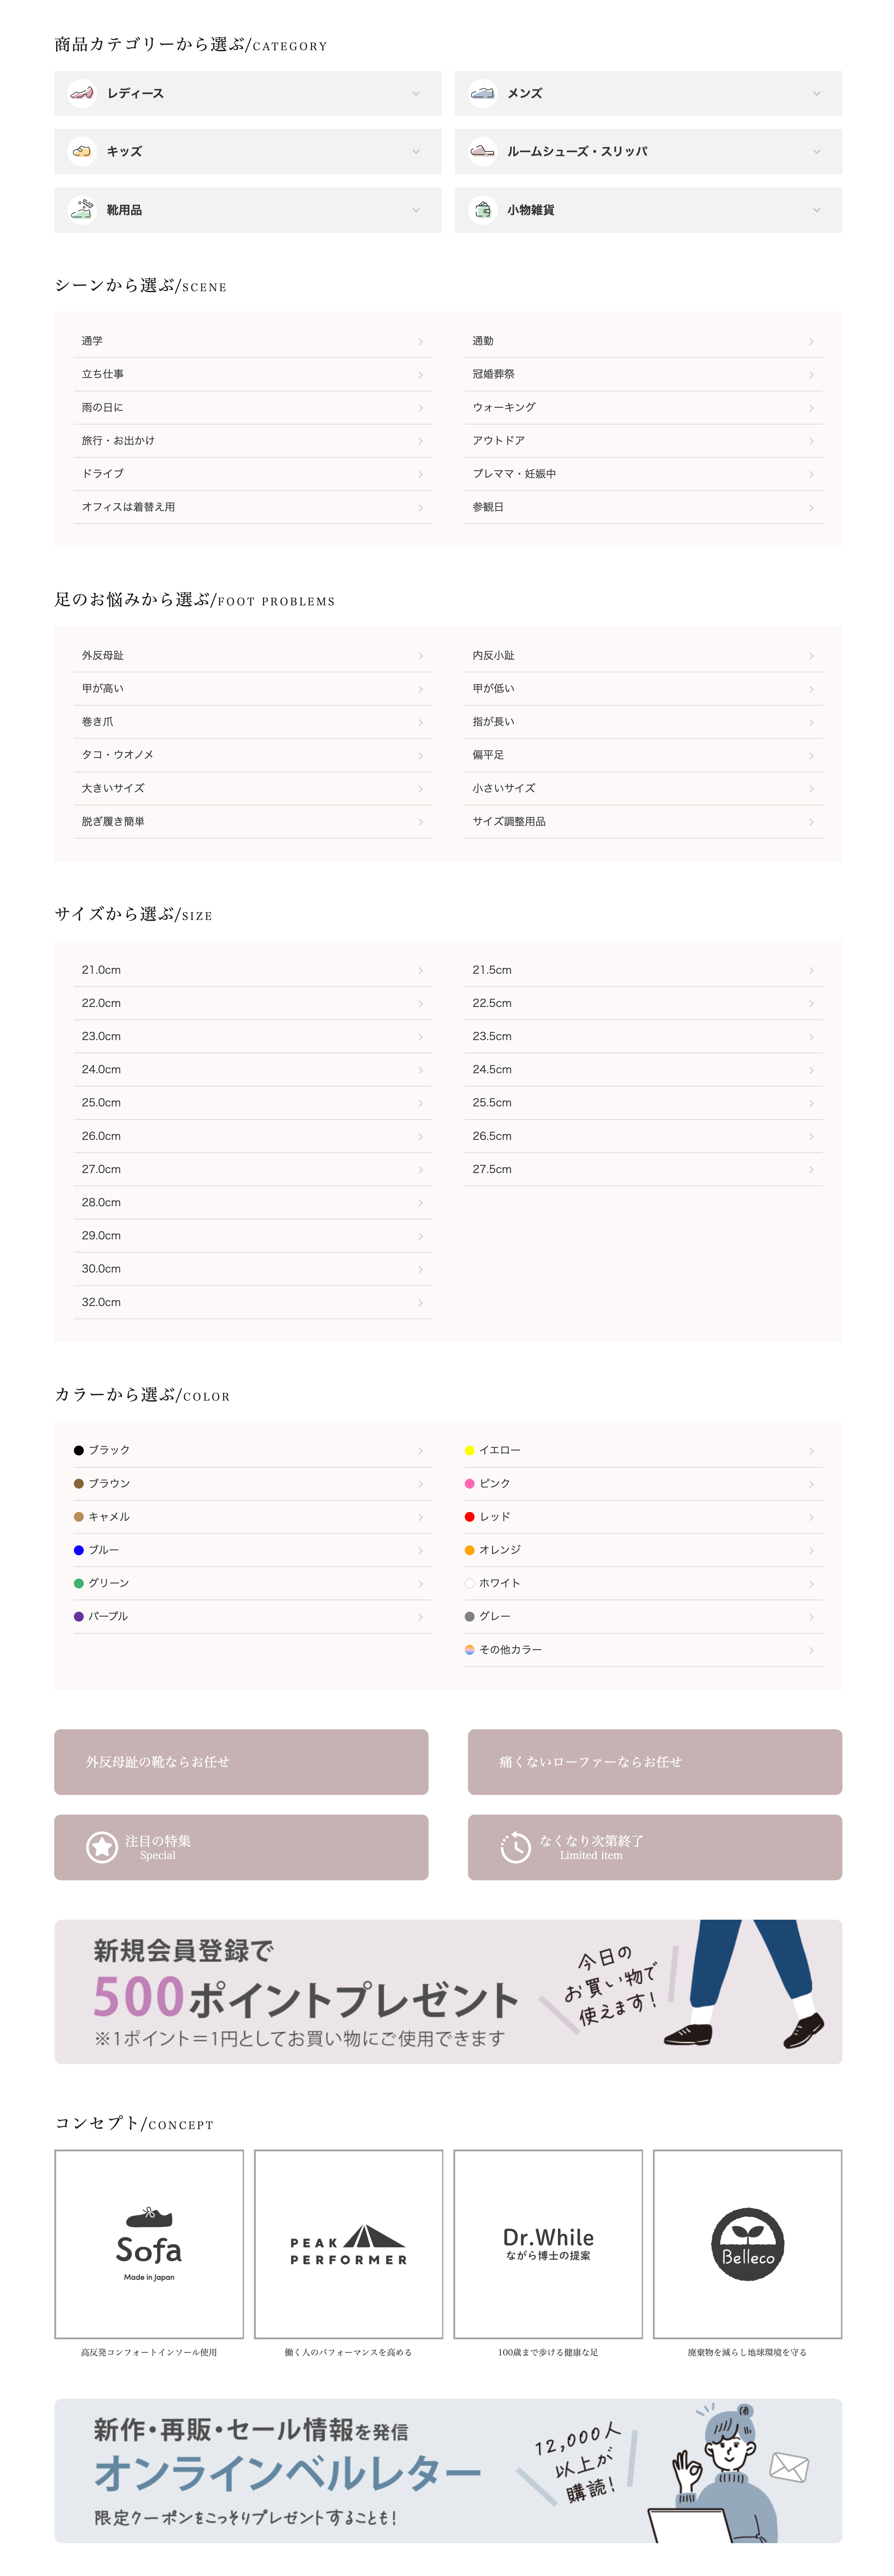 商品カテゴリーから選ぶ/CATEGORY
レディース
メンズ
キッズ
ルームシューズ・スリッパ
靴用品
小物雑貨
シーンから選ぶ/SCENE
通学
通勤
立ち仕事
冠婚葬祭
雨の日に
ウォーキング
旅行・お出かけ
アウトドア
ドライブ
プレママ・妊娠中
オフィスは着替え用
参観日
足のお悩みから選ぶ/FOOT PROBLEMS
外反母趾
内反小趾
甲が高い
甲が低い
巻き爪
指が長い
タコ・ウオノメ
偏平足
大きいサイズ
小さいサイズ
脱ぎ履き簡単
サイズ調整用品
サイズから選ぶ/SIZE
21.0cm
21.5cm
22.0cm
22.5cm
23.0cm
23.5cm
24.0cm
24.5cm
25.0cm
25.5cm
26.0cm
26.5cm
27.0cm
27.5cm
28.0cm
29.0cm
30.0cm
32.0cm
カラーから選ぶ/COLOR
ブラック
イエロー
ブラウン
ピンク
キャメル
レッド
ブルー
オレンジ
グリーン
ホワイト
パープル
グレー
その他カラー
外反母趾の靴ならお任せ
痛くないローファーならお任せ
注目の特集
Special
なくなり次第終了
Limited item
新規会員登録で
500ポイントプレゼント
※1ポイント＝1円としてお買い物にご使用できます
今日の
お買い物で
使えます!
コンセプト/CONCEPT
Sofa
Made in Japan
高反発コンフォートインソール使用
PEAK
PERFORMER
働く人のパフォーマンスを高める
Dr.While
ながら博士の提案
100歳まで歩ける健康な足
Belleco
廃棄物を減らし地球環境を守る
新作・再販・セール情報を発信
オンラインベルレター
限定クーポンをこっそりプレゼントすることも!
12,000人
以上が
購読!